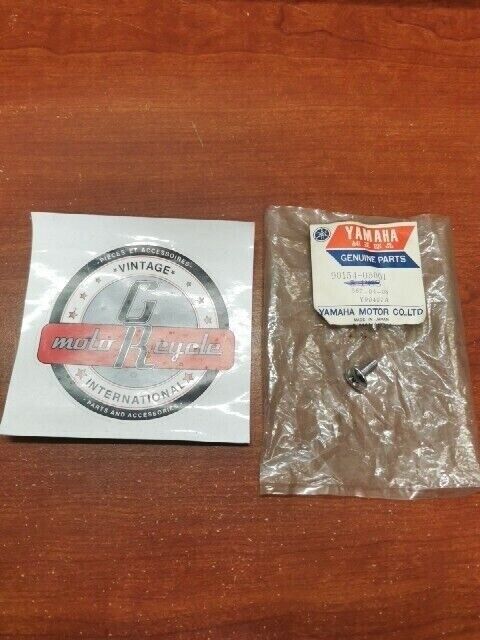 PIÈCES ET ACCESSOIRES
VINTAGE
G
moto Recycle
INTERNATIONAL
PARTS AND ACCESSORIES
YAMAHA
GENUINE PARTS
YAMAHA MOTOR CO.,LTD
MADE IN JAPAN